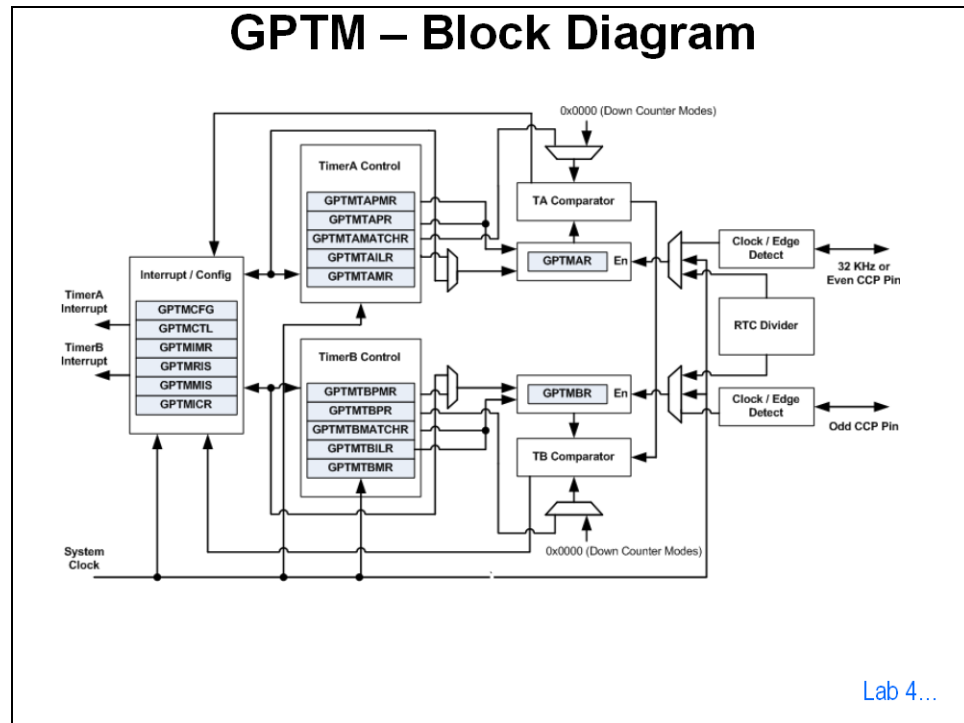 GPTM – Block Diagram
0x0000 (Down Counter Modes)
TimerA Control
GPTMTAPMR
GPTMTAPR
GPTMTAMATCHR
GPTMTAILR
GPTMTAMR
TA Comparator
GPTMAR
En
Clock / Edge
Detect
32 KHz or
Even CCP Pin
Interrupt / Config
GPTMCFG
GPTMCTL
GPTMIMR
GPTMRIS
GPTMMIS
GPTMICR
TimerA
Interrupt
TimerB
Interrupt
RTC Divider
TimerB Control
GPTMTBPMR
GPTMTBPR
GPTMTBMATCHR
GPTMTBILR
GPTMTBMR
GPTMBR
En
TB Comparator
Clock / Edge
Detect
Odd CCP Pin
0x0000 (Down Counter Modes)
System
Clock
Lab 4...